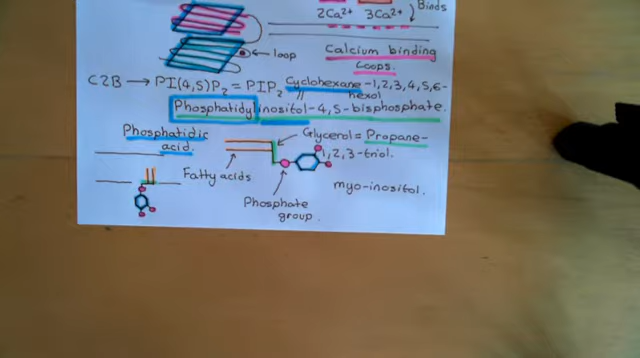 2Ca2+ 3Ca2+ Binds
loop
Calcium binding
Loops.
C2B → PI(4,5)P2 = PIP2 Cyclohexane-1,2,3,4,5,6-
hexol
Phosphatidyl inositol-4,5-bisphosphate.
Phosphatidic
acid.
Glycerol = Propane-
1,2,3-triol.
Fatty acids
myo-inositol.
Phosphate
group.